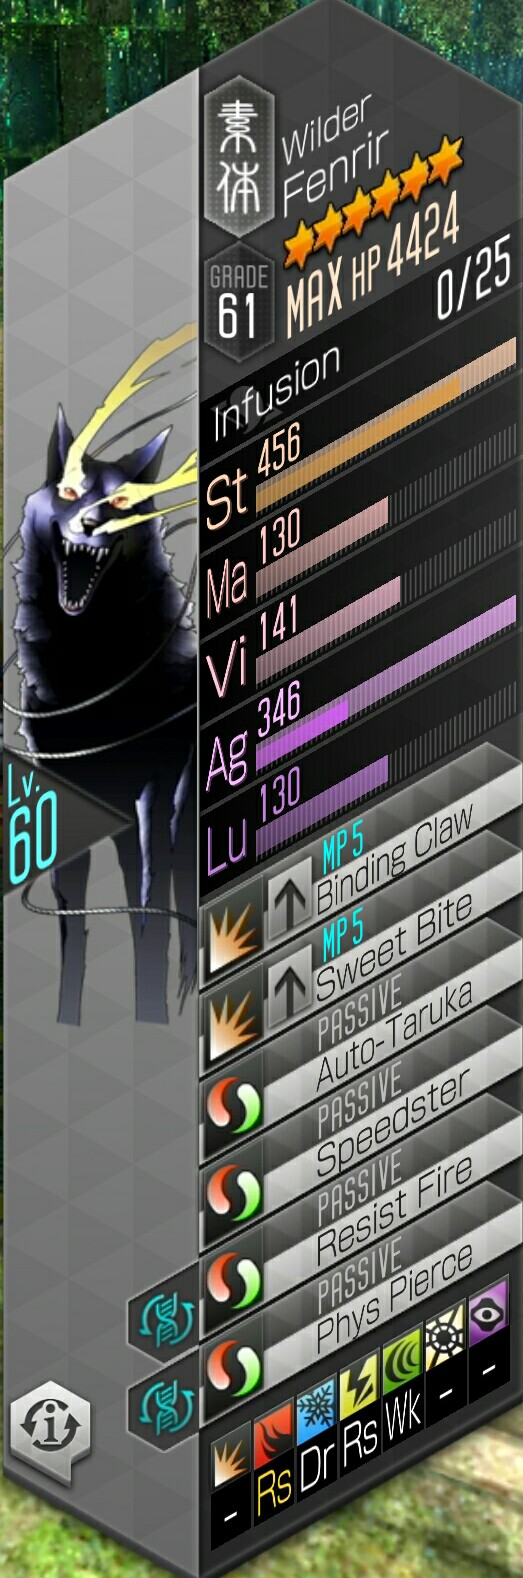 素体
Wilder
Fenrir
GRADE
61
MAX HP 4424
0/25
Infusion
St 456
Ma 130
Vi 141
Ag 346
Lu 130
Lv.
60
MP 5
Binding Claw
MP 5
Sweet Bite
PASSIVE
Auto-Taruka
PASSIVE
Speedster
PASSIVE
Resist Fire
PASSIVE
Phys Pierce
- Rs Dr Rs Wk - -